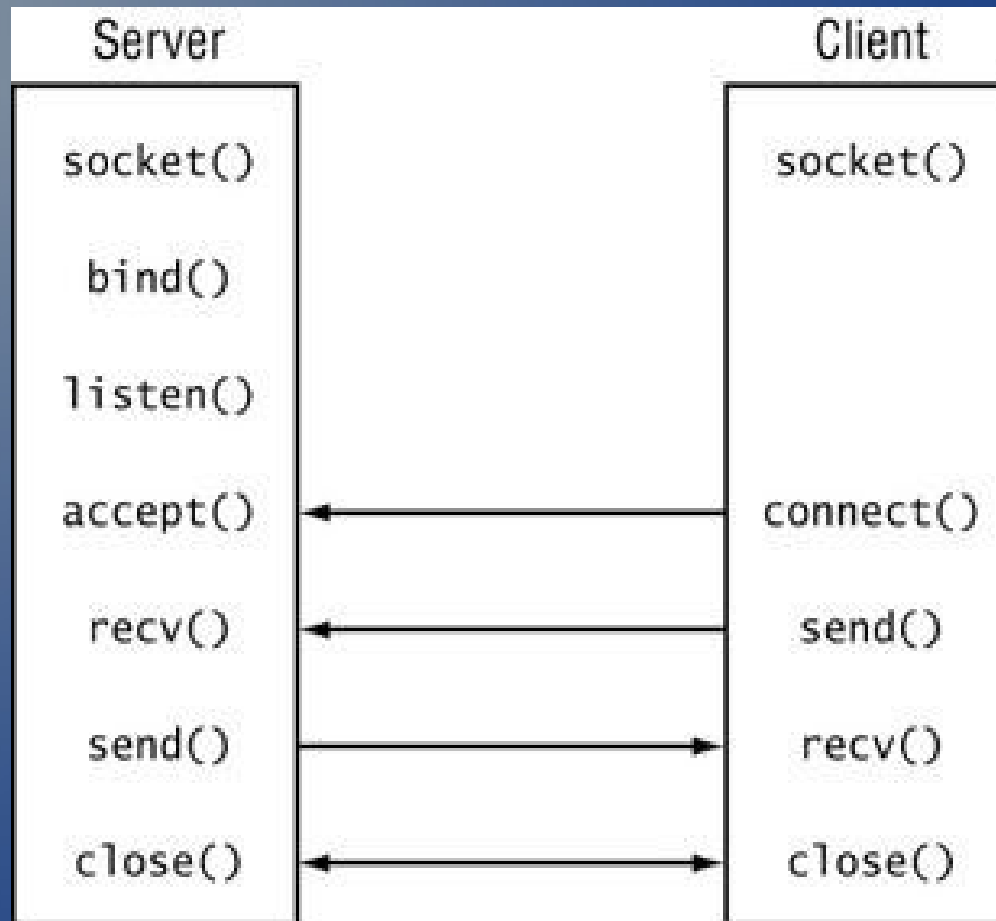 Server Client
socket() socket()
bind()
listen()
accept() connect()
recv() send()
send() recv()
close() close()